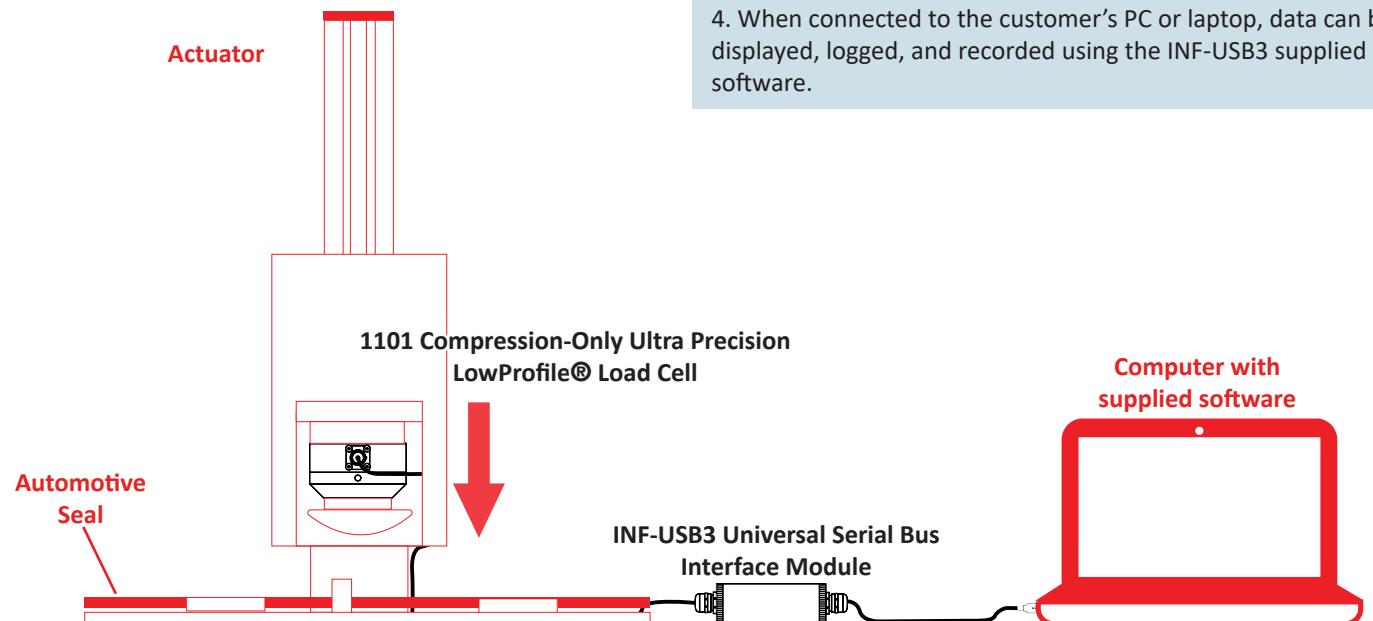 4. When connected to the customer’s PC or laptop, data can
displayed, logged, and recorded using the INF-USB3 supplied
software.
Actuator
1101 Compression-Only Ultra Precision
LowProfile® Load Cell
Computer with
supplied software
Automotive
Seal
INF-USB3 Universal Serial Bus
Interface Module